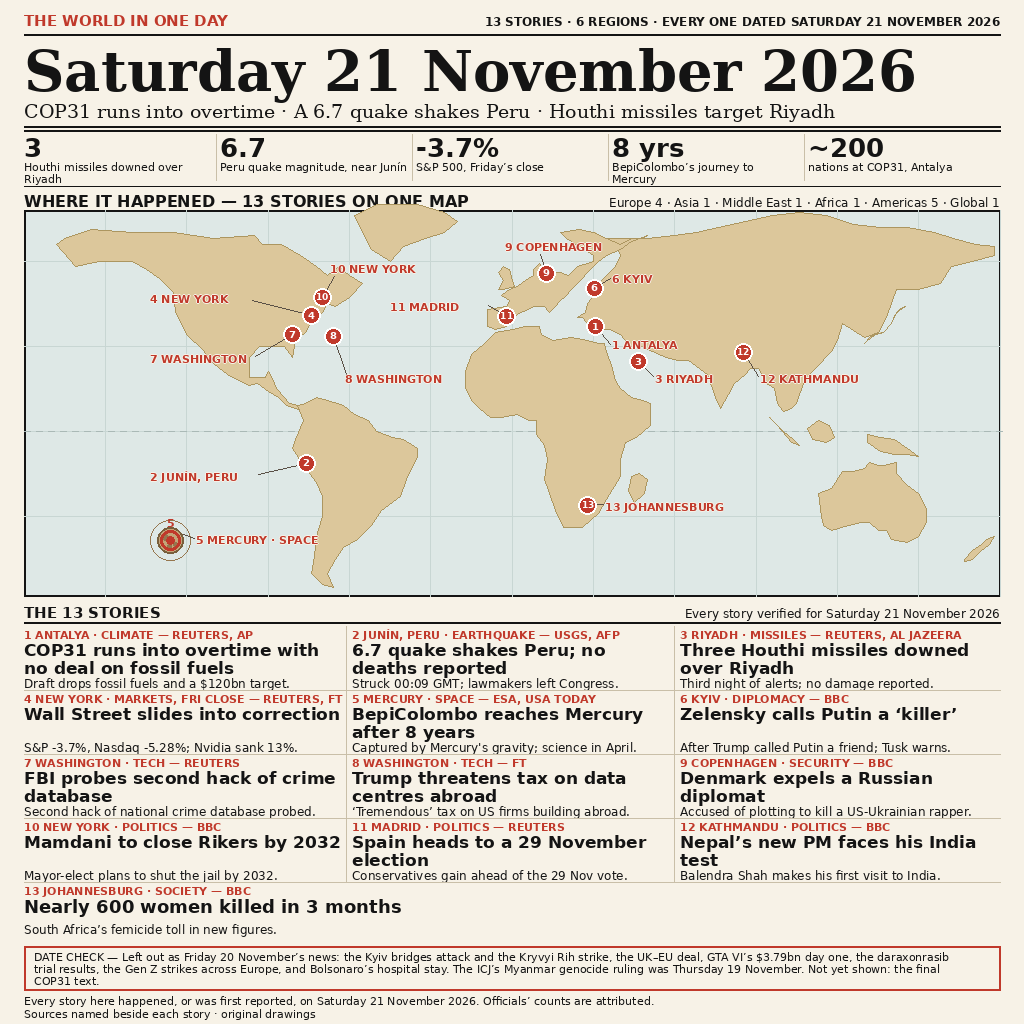 THE WORLD IN ONE DAY
13 STORIES · 6 REGIONS · EVERY ONE DATED SATURDAY 21 NOVEMBER 2026
Saturday 21 November 2026
COP31 runs into overtime · A 6.7 quake shakes Peru · Houthi missiles target Riyadh
3
Houthi missiles downed over
Riyadh
6.7
Peru quake magnitude, near Junín
-3.7%
S&P 500, Friday’s close
8 yrs
BepiColombo’s journey to
Mercury
~200
nations at COP31, Antalya
WHERE IT HAPPENED — 13 STORIES ON ONE MAP
Europe 4 · Asia 1 · Middle East 1 · Africa 1 · Americas 5 · Global 1
9 COPENHAGEN
9
10 NEW YORK
10
6 KYIV
6
4 NEW YORK
4
11 MADRID
11
7 WASHINGTON
7
8
8 WASHINGTON
1
1 ANTALYA
3
3 RIYADH
12
12 KATHMANDU
2
2 JUNÍN, PERU
13
13 JOHANNESBURG
5
5 MERCURY · SPACE
THE 13 STORIES
Every story verified for Saturday 21 November 2026
1 ANTALYA · CLIMATE — REUTERS, AP
COP31 runs into overtime with
no deal on fossil fuels
Draft drops fossil fuels and a $120bn target.
2 JUNÍN, PERU · EARTHQUAKE — USGS, AFP
6.7 quake shakes Peru; no
deaths reported
Struck 00:09 GMT; lawmakers left Congress.
3 RIYADH · MISSILES — REUTERS, AL JAZEERA
Three Houthi missiles downed
over Riyadh
Third night of alerts; no damage reported.
4 NEW YORK · MARKETS, FRI CLOSE — REUTERS, FT
Wall Street slides into correction
S&P -3.7%, Nasdaq -5.28%; Nvidia sank 13%.
5 MERCURY · SPACE — ESA, USA TODAY
BepiColombo reaches Mercury
after 8 years
Captured by Mercury's gravity; science in April.
6 KYIV · DIPLOMACY — BBC
Zelensky calls Putin a ‘killer’
After Trump called Putin a friend; Tusk warns.
7 WASHINGTON · TECH — REUTERS
FBI probes second hack of crime
database
Second hack of national crime database probed.
8 WASHINGTON · TECH — FT
Trump threatens tax on data
centres abroad
‘Tremendous’ tax on US firms building abroad.
9 COPENHAGEN · SECURITY — BBC
Denmark expels a Russian
diplomat
Accused of plotting to kill a US-Ukrainian rapper.
10 NEW YORK · POLITICS — BBC
Mamdani to close Rikers by 2032
Mayor-elect plans to shut the jail by 2032.
11 MADRID · POLITICS — REUTERS
Spain heads to a 29 November
election
Conservatives gain ahead of the 29 Nov vote.
12 KATHMANDU · POLITICS — BBC
Nepal’s new PM faces his India
test
Balendra Shah makes his first visit to India.
13 JOHANNESBURG · SOCIETY — BBC
Nearly 600 women killed in 3 months
South Africa’s femicide toll in new figures.
DATE CHECK — Left out as Friday 20 November’s news: the Kyiv bridges attack and the Kryvyi Rih strike, the UK–EU deal, GTA VI’s $3.79bn day one, the daraxonrasib
trial results, the Gen Z strikes across Europe, and Bolsonaro’s hospital stay. The ICJ’s Myanmar genocide ruling was Thursday 19 November. Not yet shown: the final
COP31 text.
Every story here happened, or was first reported, on Saturday 21 November 2026. Officials’ counts are attributed.
Sources named beside each story · original drawings